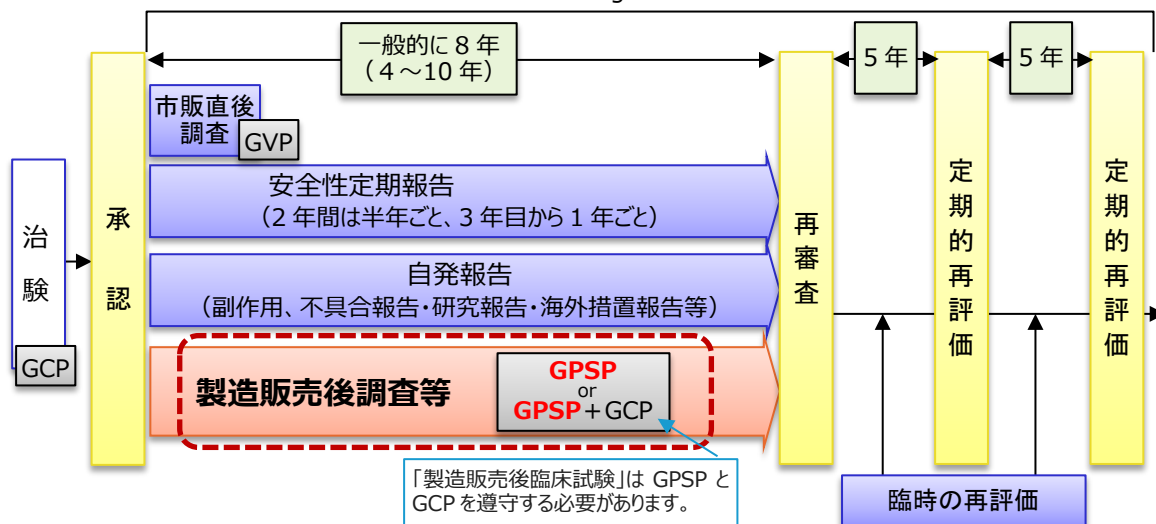 一般的に 8 年
（4～10 年）
5 年
5 年
市販直後
調査
GVP
安全性定期報告
（2 年間は半年ごと、3 年目から 1 年ごと）
治験
GCP
承認
自発報告
（副作用、不具合報告・研究報告・海外措置報告等）
製造販売後調査等
GPSP
or
GPSP＋GCP
再審査
定期的再評価
定期的再評価
「製造販売後臨床試験」は GPSP と
GCP を遵守する必要があります。
臨時の再評価